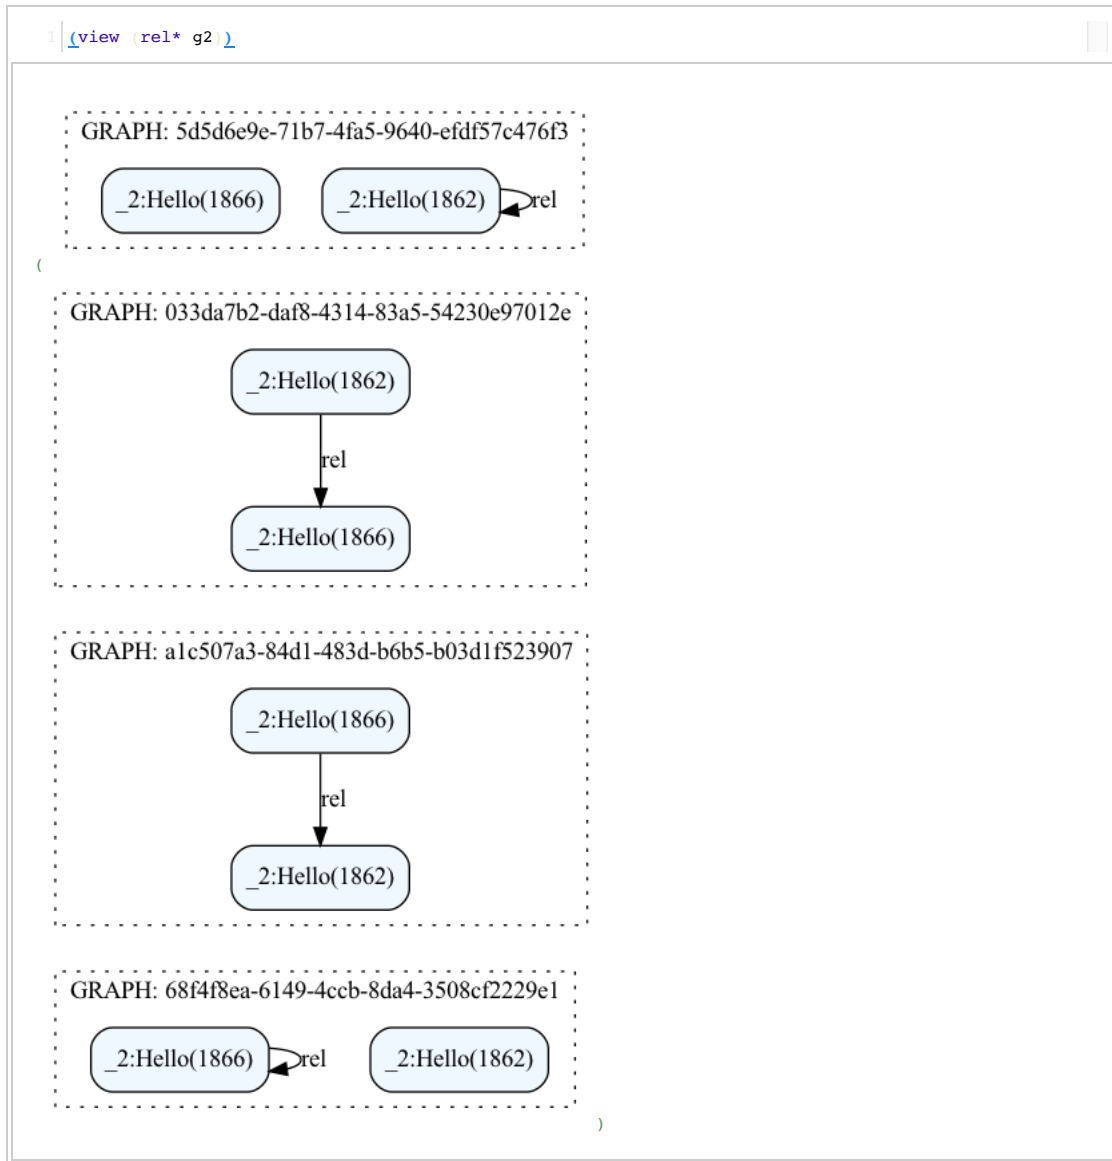 1 (view (rel* g2))
GRAPH: 5d5d6e9e-71b7-4fa5-9640-efdf57c476f3
_2:Hello(1866) _2:Hello(1862) rel
(
GRAPH: 033da7b2-daf8-4314-83a5-54230e97012e
_2:Hello(1862)
rel
_2:Hello(1866)
GRAPH: a1c507a3-84d1-483d-b6b5-b03d1f523907
_2:Hello(1866)
rel
_2:Hello(1862)
GRAPH: 68f4f8ea-6149-4ccb-8da4-3508cf2229e1
_2:Hello(1866) rel _2:Hello(1862)
)